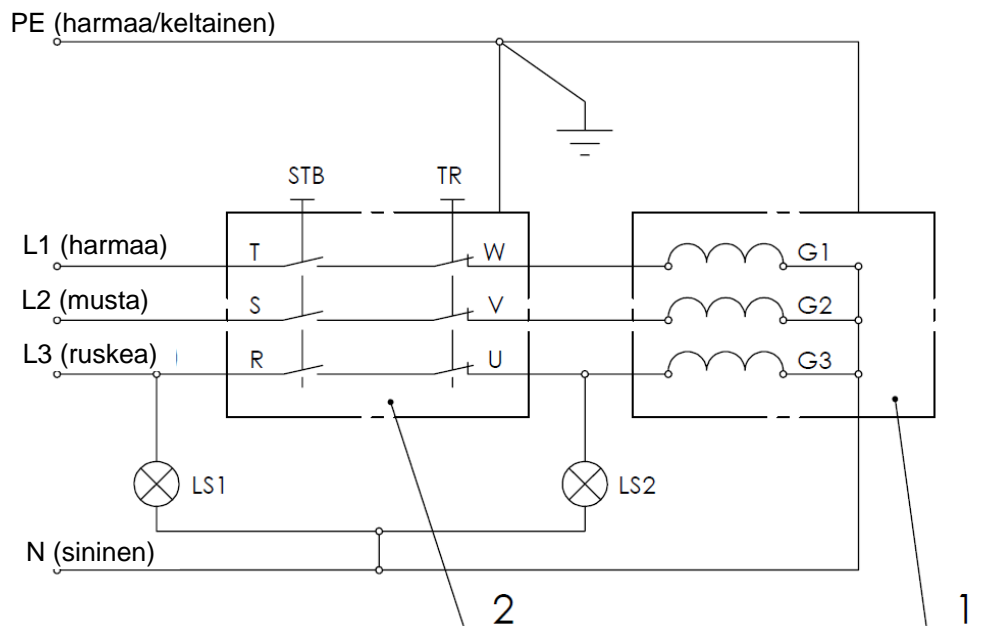 PE (harmaa/keltainen)
STB TR
L1 (harmaa) T W G1
L2 (musta) S V G2
L3 (ruskea) R U G3
LS1 LS2
N (sininen)
2 1